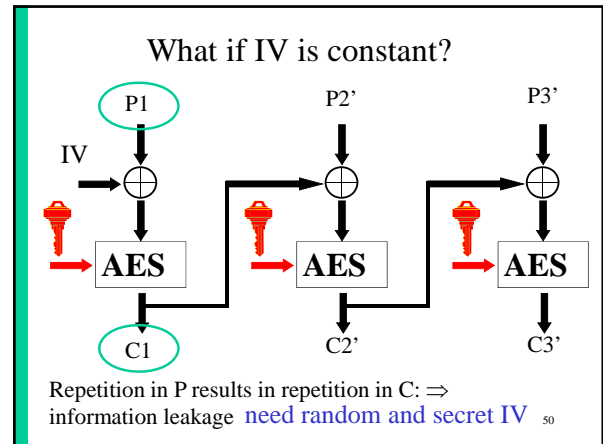 What if IV is constant?
P1 P2’ P3’
IV
AES AES AES
C1 C2’ C3’
Repetition in P results in repetition in C: ⇒
information leakage need random and secret IV 50